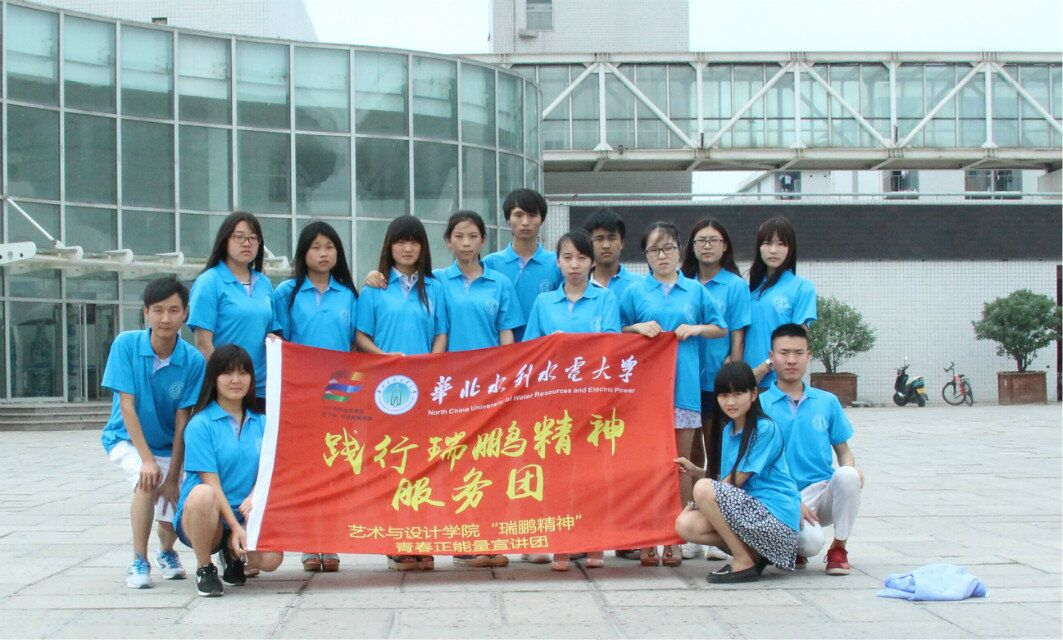 華北水利水電大学
North China University of Water Resources and Electric Power
践行瑞鹏精神
服务团
艺术与设计学院 “瑞鹏精神”
青春正能量宣讲团